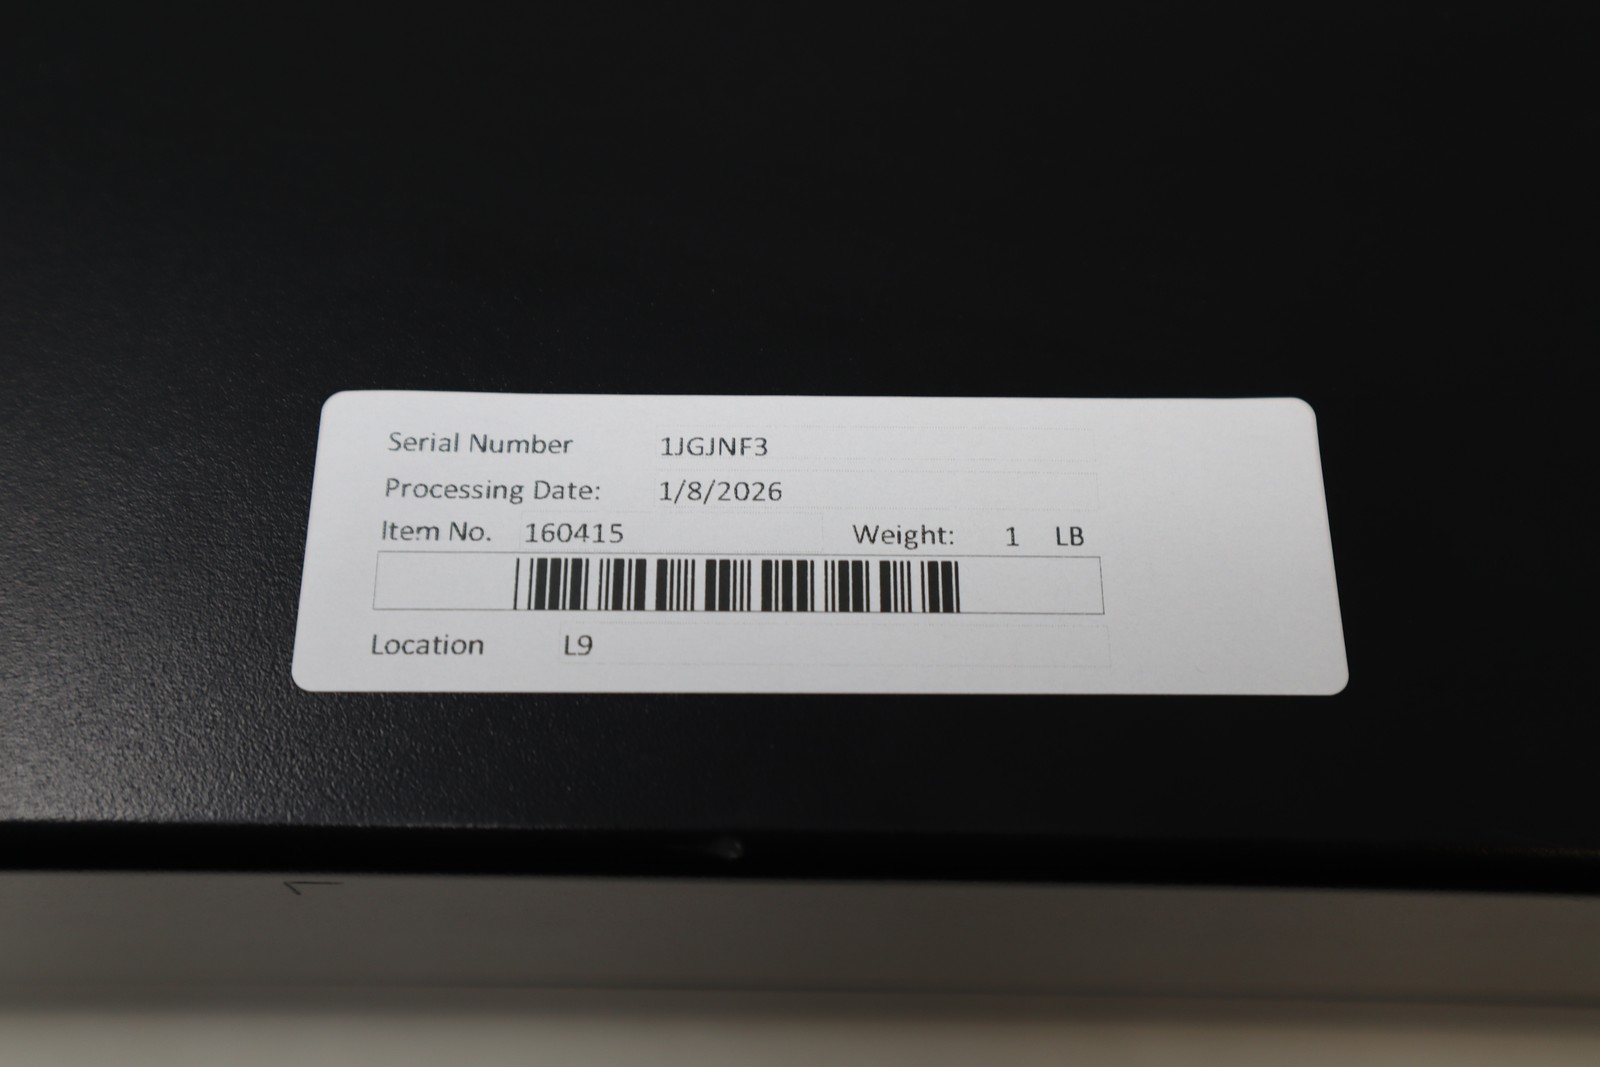 Serial Number 1JGJNF3
Processing Date: 1/8/2026
Item No. 160415 Weight: 1 LB
Location L9